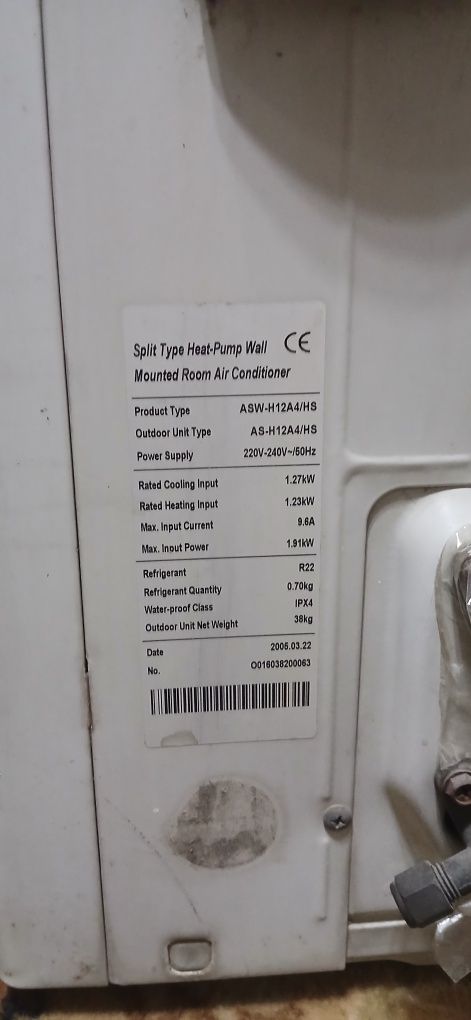 Split Type Heat-Pump Wall CE
Mounted Room Air Conditioner
Product Type ASW-H12A4/HS
Outdoor Unit Type AS-H12A4/HS
Power Supply 220V-240V~/50Hz
Rated Cooling Input 1.27kW
Rated Heating Input 1.23kW
Max. Input Current 9.6A
Max. Input Power 1.91kW
Refrigerant R22
Refrigerant Quantity 0.70kg
Water-proof Class IPX4
Outdoor Unit Net Weight 38kg
Date 2005.03.22
No. O016038200063